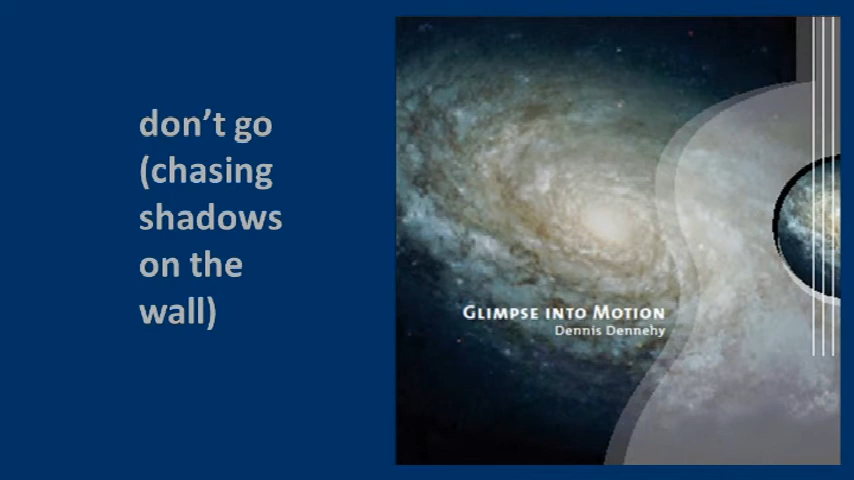 don’t go
(chasing
shadows
on the
wall)
GLIMPSE INTO MOTION
Dennis Dennehy